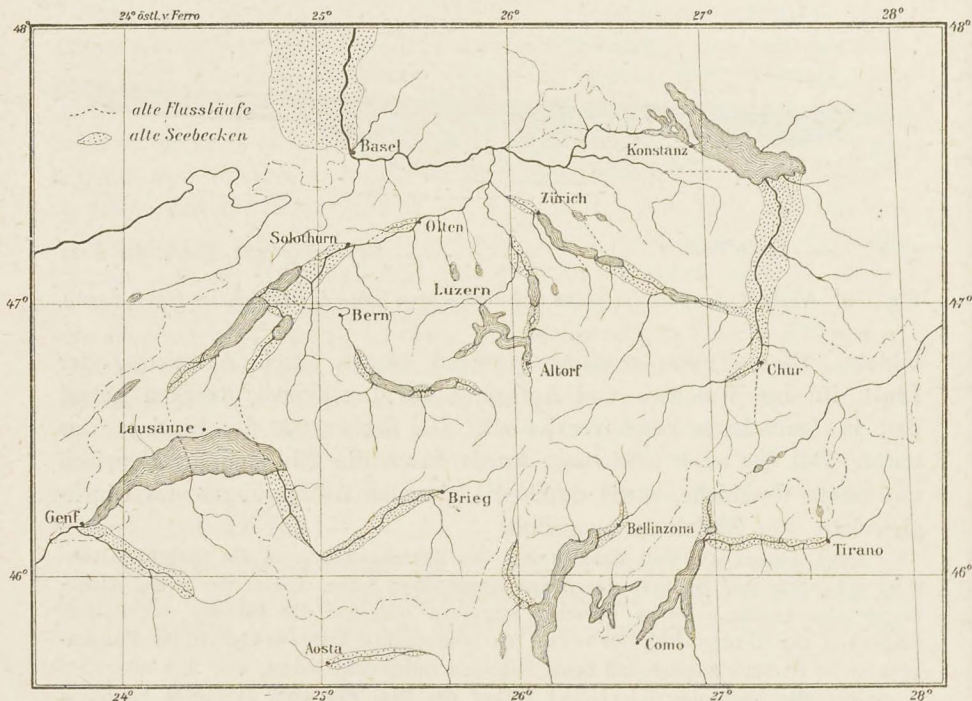 24° östl. v. Ferro 25° 26° 27° 28°
48° 48°
alte Flussläufe
alte Seebecken
Basel
Konstanz
Zürich
Olten
Solothurn
Luzern
47° 47°
Bern
Altorf
Chur
Lausanne
Brieg
Genf
Bellinzona
Tirano
46° 46°
Como
Aosta
24° 25° 26° 27° 28°